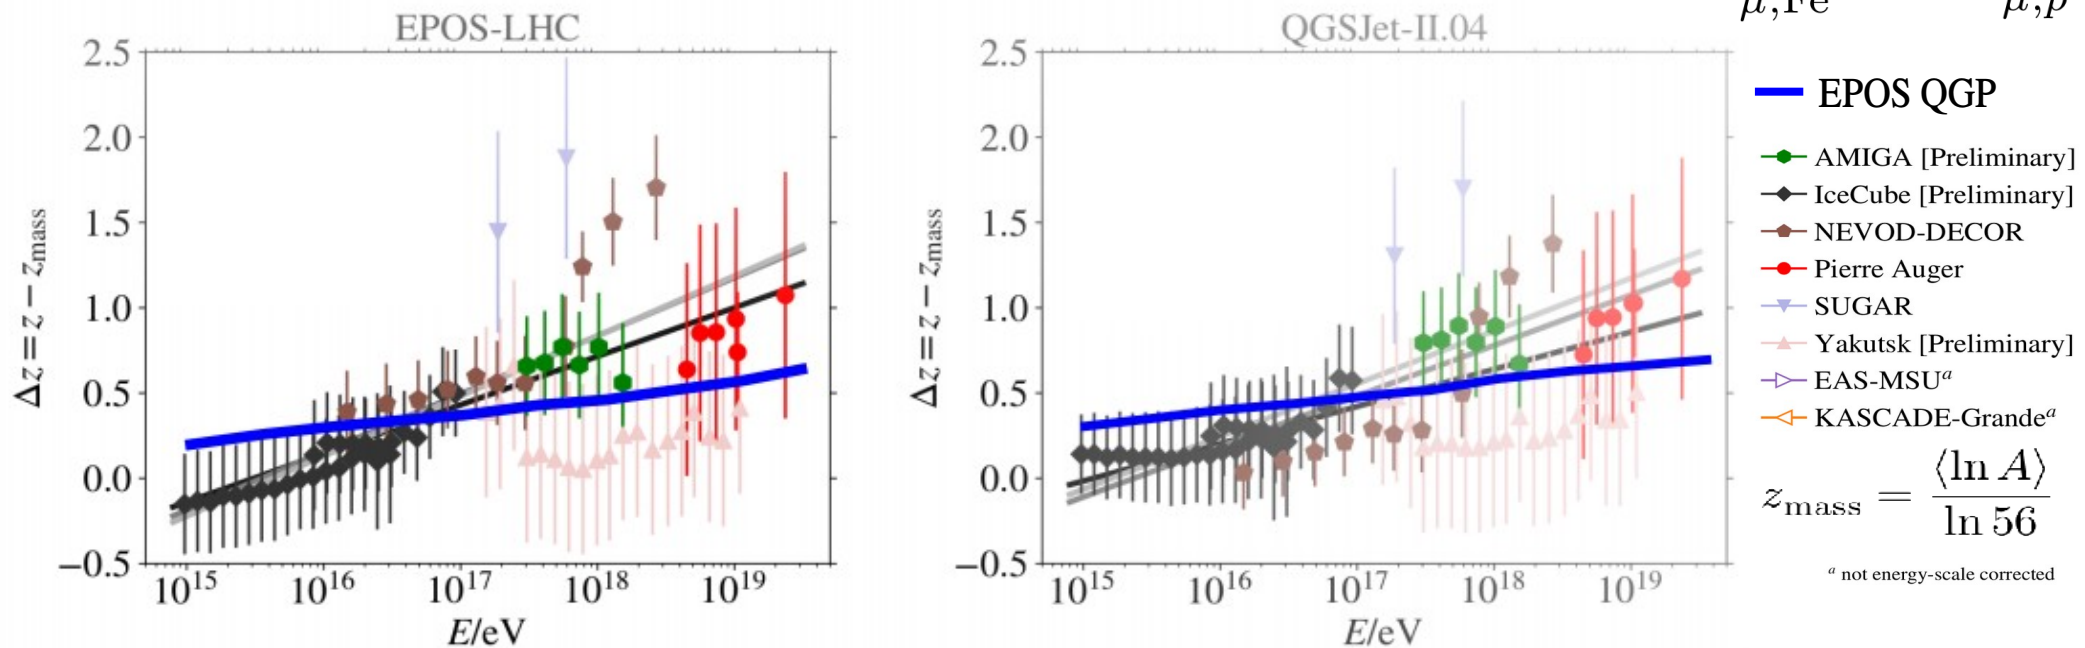 μ,Fe μ,p
EPOS-LHC
2.5
2.0
1.5
1.0
0.5
0.0
−0.5
Δz = z − z_mass
10^15 10^16 10^17 10^18 10^19
E/eV
QGSJet-II.04
2.5
2.0
1.5
1.0
0.5
0.0
−0.5
Δz = z − z_mass
10^15 10^16 10^17 10^18 10^19
E/eV
EPOS QGP
AMIGA [Preliminary]
IceCube [Preliminary]
NEVOD-DECOR
Pierre Auger
SUGAR
Yakutsk [Preliminary]
EAS-MSU^a
KASCADE-Grande^a
z_mass = ⟨ln A⟩ / ln 56
^a not energy-scale corrected